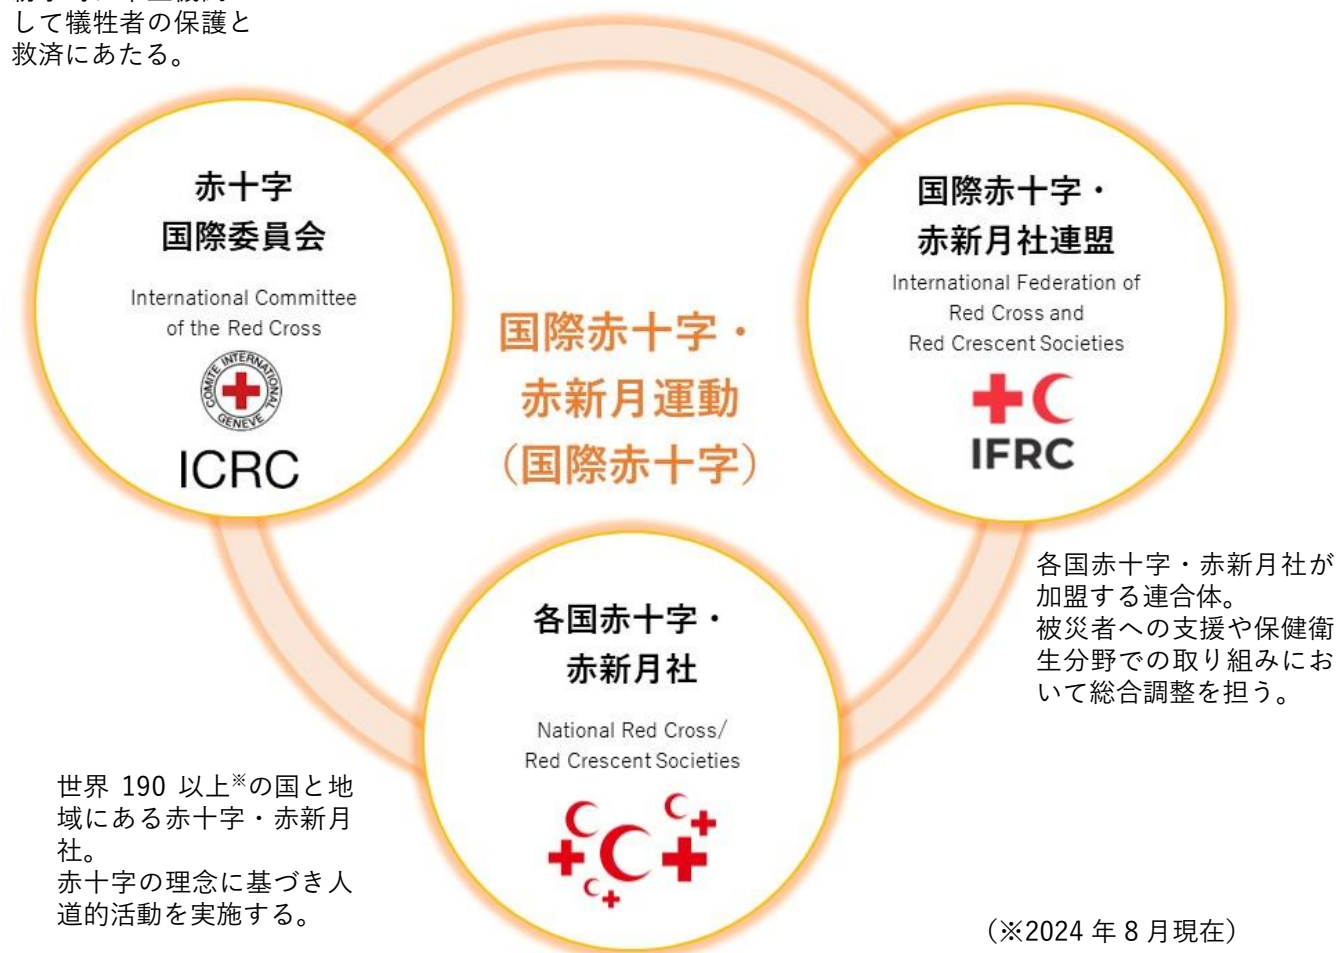 して犠牲者の保護と
救済にあたる。
赤十字
国際委員会
International Committee
of the Red Cross
COMITE INTERNATIONAL
GENEVE
ICRC
国際赤十字・
赤新月社連盟
International Federation of
Red Cross and
Red Crescent Societies
IFRC
国際赤十字・
赤新月運動
（国際赤十字）
各国赤十字・赤新月社が
加盟する連合体。
被災者への支援や保健衛
生分野での取り組みにお
いて総合調整を担う。
各国赤十字・
赤新月社
National Red Cross/
Red Crescent Societies
世界 190 以上※の国と地
域にある赤十字・赤新月
社。
赤十字の理念に基づき人
道的活動を実施する。
（※2024 年 8 月現在）